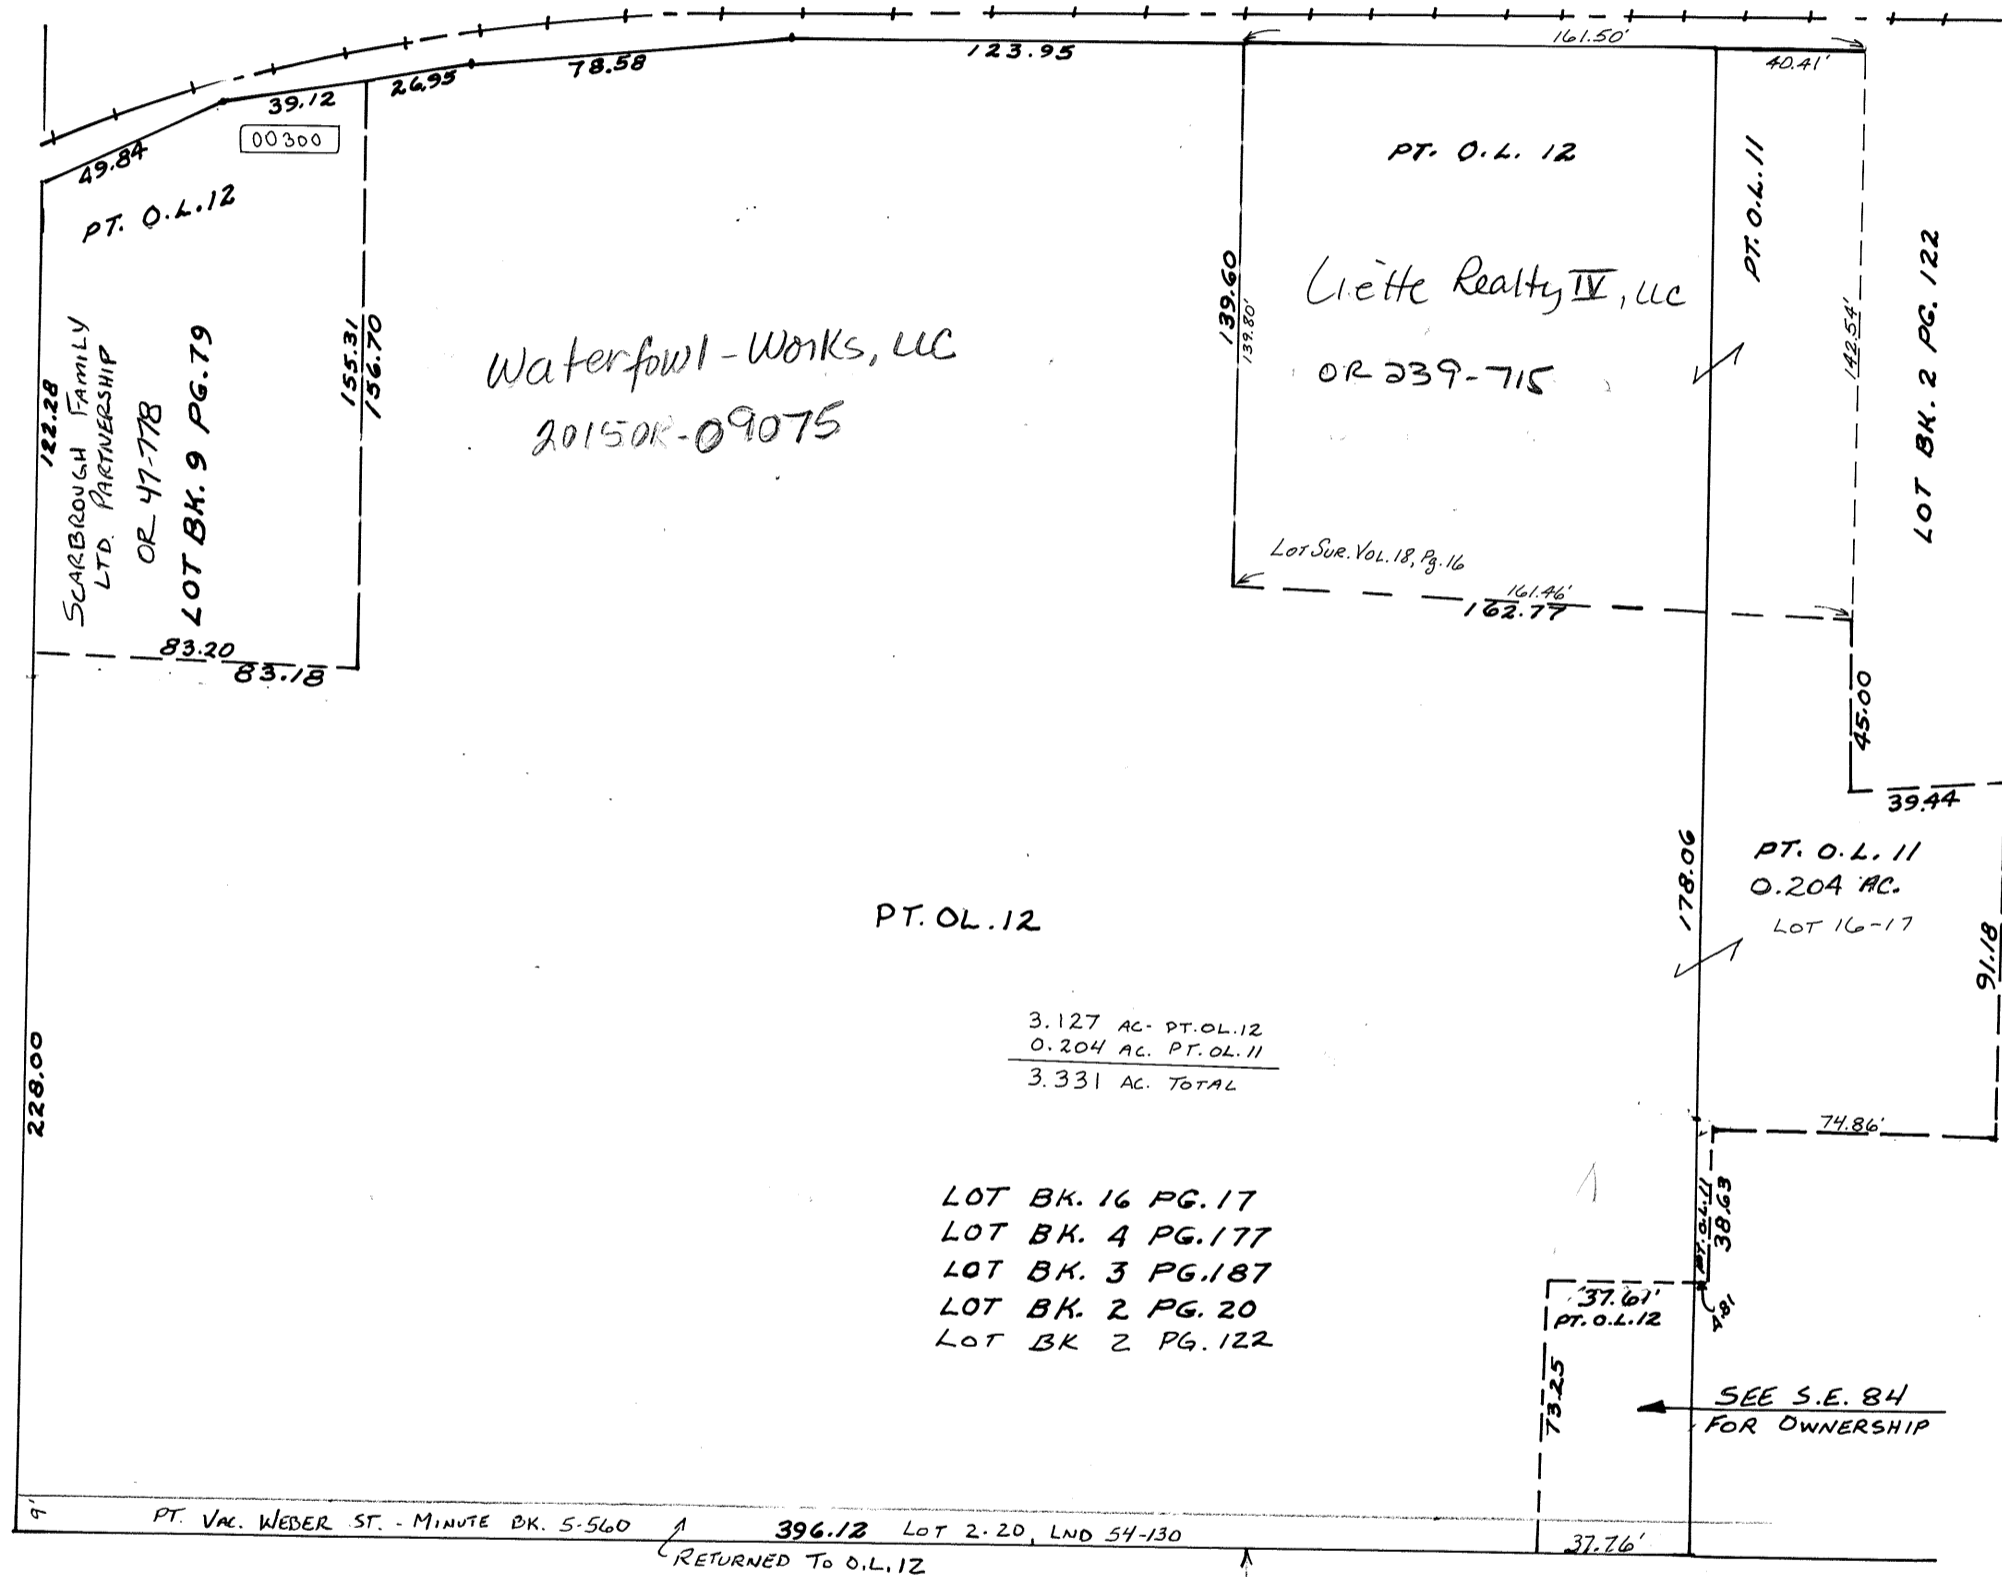 161.50'
123.95
78.58
26.95
39.12
49.84
40.41'
00300
PT. O.L. 12
PT. O.L. 12
PT. O.L. 11
LOT BK. 2 PG. 122
Liette Realty IV, LLC
OR 239-715
139.60
139.80'
142.54'
Waterfowl-Works, LLC
2015OR-09075
155.31
156.70
122.28
SCARBROUGH FAMILY
LTD. PARTNERSHIP
OR 47-778
LOT BK. 9 PG. 79
LOT SUR. VOL. 18, Pg. 16
161.46'
162.77
83.20
83.18
45.00
39.44
178.06
PT. O.L. 11
0.204 AC.
LOT 16-17
91.18
PT. OL. 12
3.127 AC- PT. OL. 12
0.204 AC. PT. OL. 11
3.331 AC. TOTAL
228.00
74.86'
PT. O.L. 11
38.63
LOT BK. 16 PG. 17
LOT BK. 4 PG. 177
LOT BK. 3 PG. 187
LOT BK. 2 PG. 20
LOT BK 2 PG. 122
37.61'
PT. O.L. 12
4.81
73.25
SEE S.E. 84
FOR OWNERSHIP
9'
PT. VAC. WEBER ST. - MINUTE BK. 5-560
396.12 LOT 2-20, LND 54-130
37.76'
RETURNED TO O.L. 12